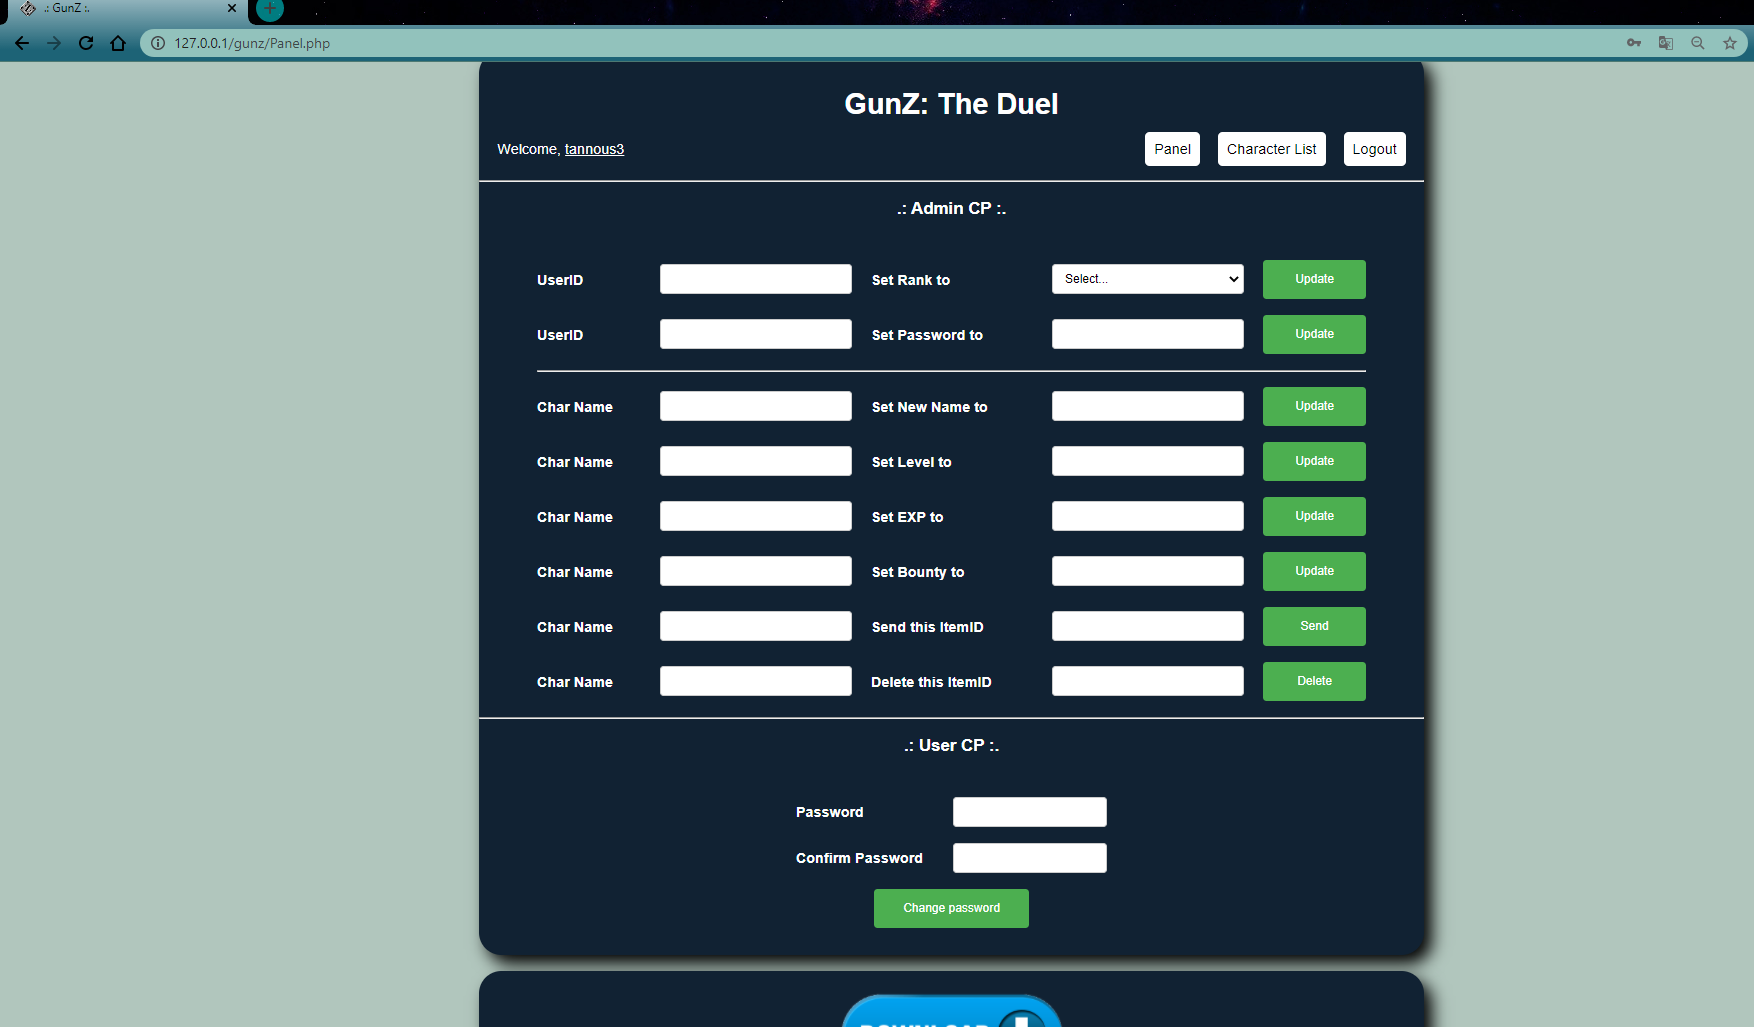 .: GunZ :.
127.0.0.1/gunz/Panel.php
GunZ: The Duel
Welcome, tannous3 Panel Character List Logout
.: Admin CP :.
UserID Set Rank to Select... Update
UserID Set Password to Update
Char Name Set New Name to Update
Char Name Set Level to Update
Char Name Set EXP to Update
Char Name Set Bounty to Update
Char Name Send this ItemID Send
Char Name Delete this ItemID Delete
.: User CP :.
Password
Confirm Password
Change password
DOWNLOAD